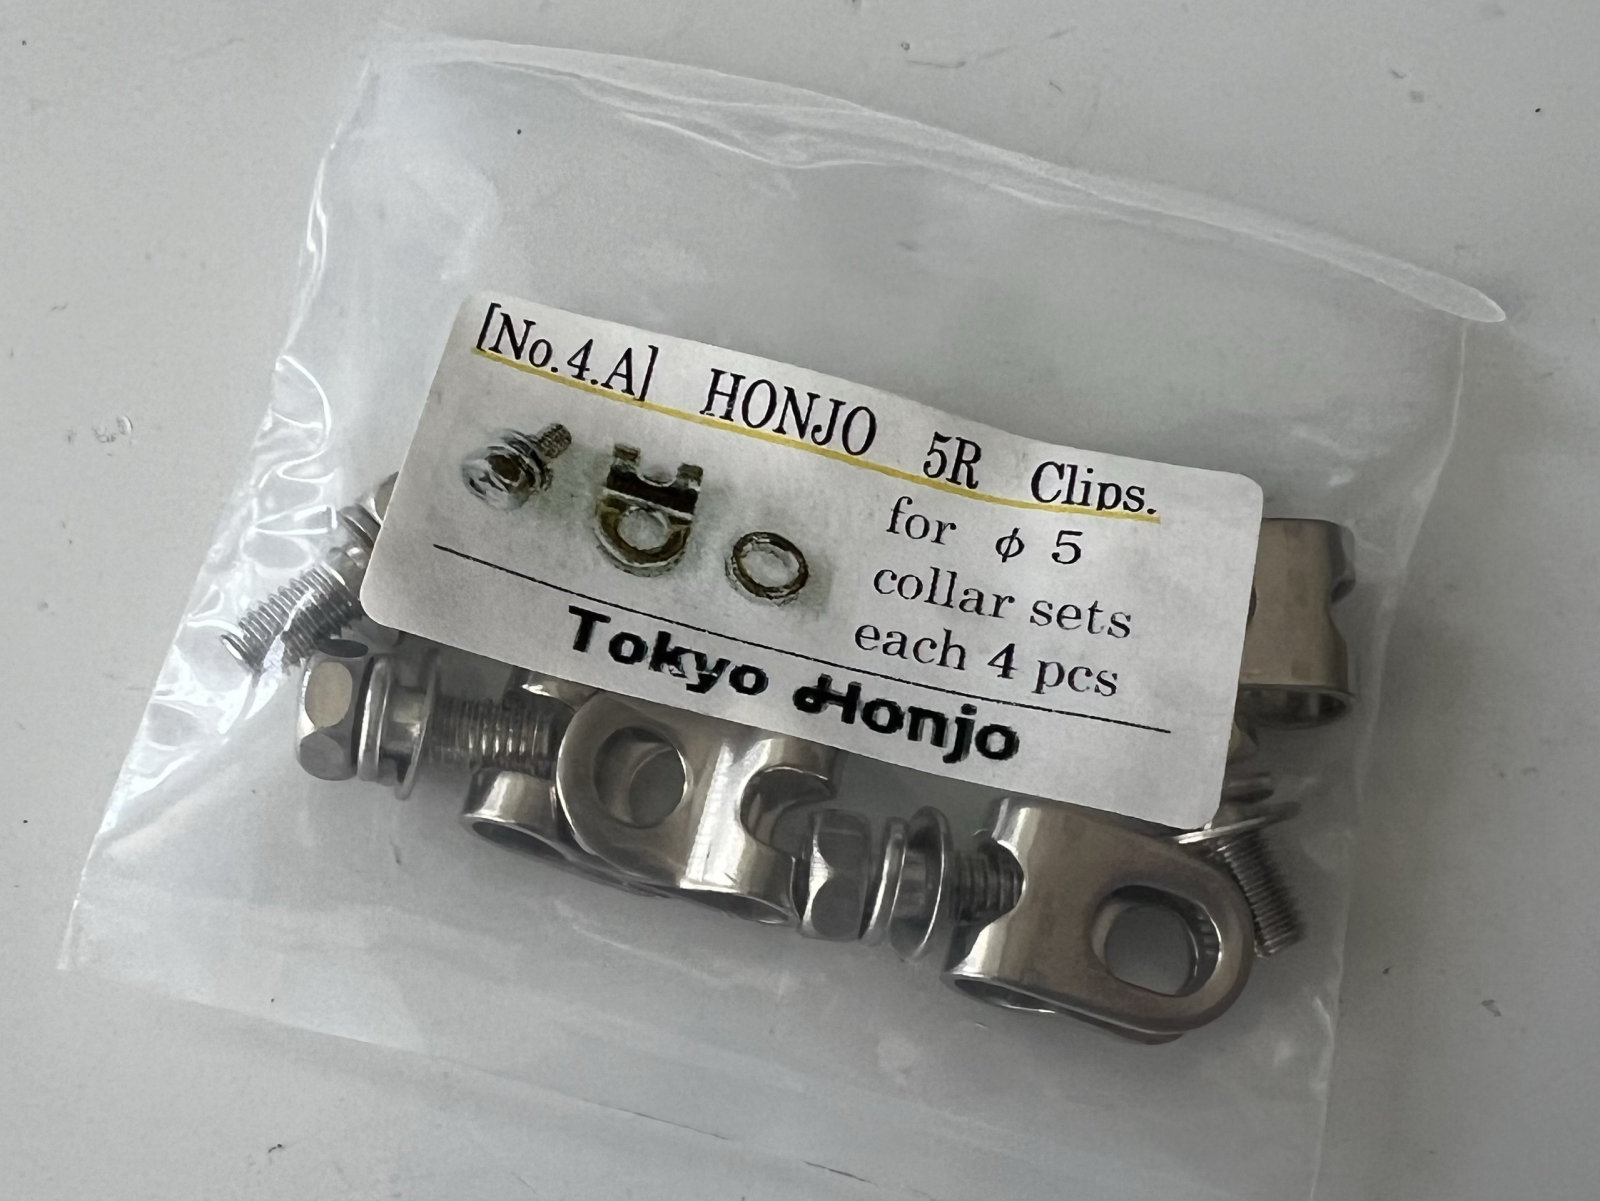 [No.4.A] HONJO 5R Clips.
for ϕ 5
collar sets
each 4 pcs
Tokyo Honjo